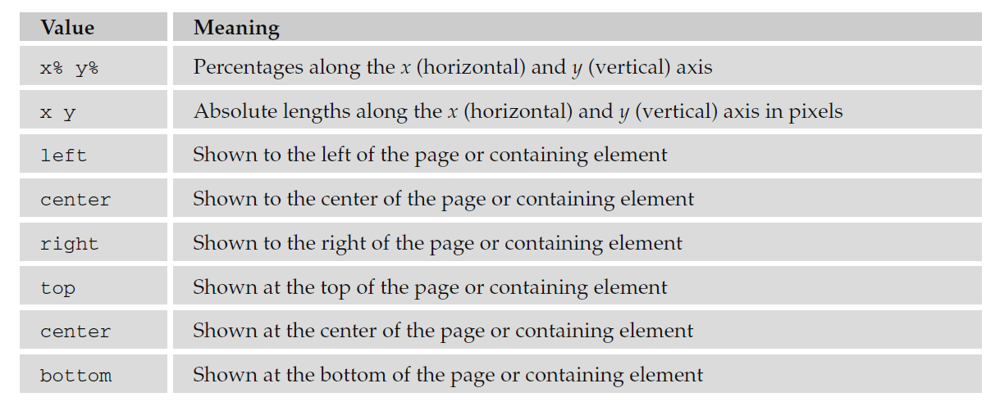 Value Meaning
x% y% Percentages along the x (horizontal) and y (vertical) axis
x y Absolute lengths along the x (horizontal) and y (vertical) axis in pixels
left Shown to the left of the page or containing element
center Shown to the center of the page or containing element
right Shown to the right of the page or containing element
top Shown at the top of the page or containing element
center Shown at the center of the page or containing element
bottom Shown at the bottom of the page or containing element